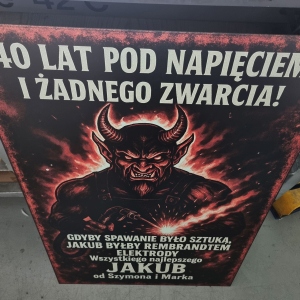 40 LAT POD NAPIĘCIEM
I ŻADNEGO ZWARCIA!
GDYBY SPAWANIE BYŁO SZTUKĄ,
JAKUB BYŁBY REMBRANDTEM
ELEKTRODY
Wszystkiego najlepszego
JAKUB
od Szymona i Marka